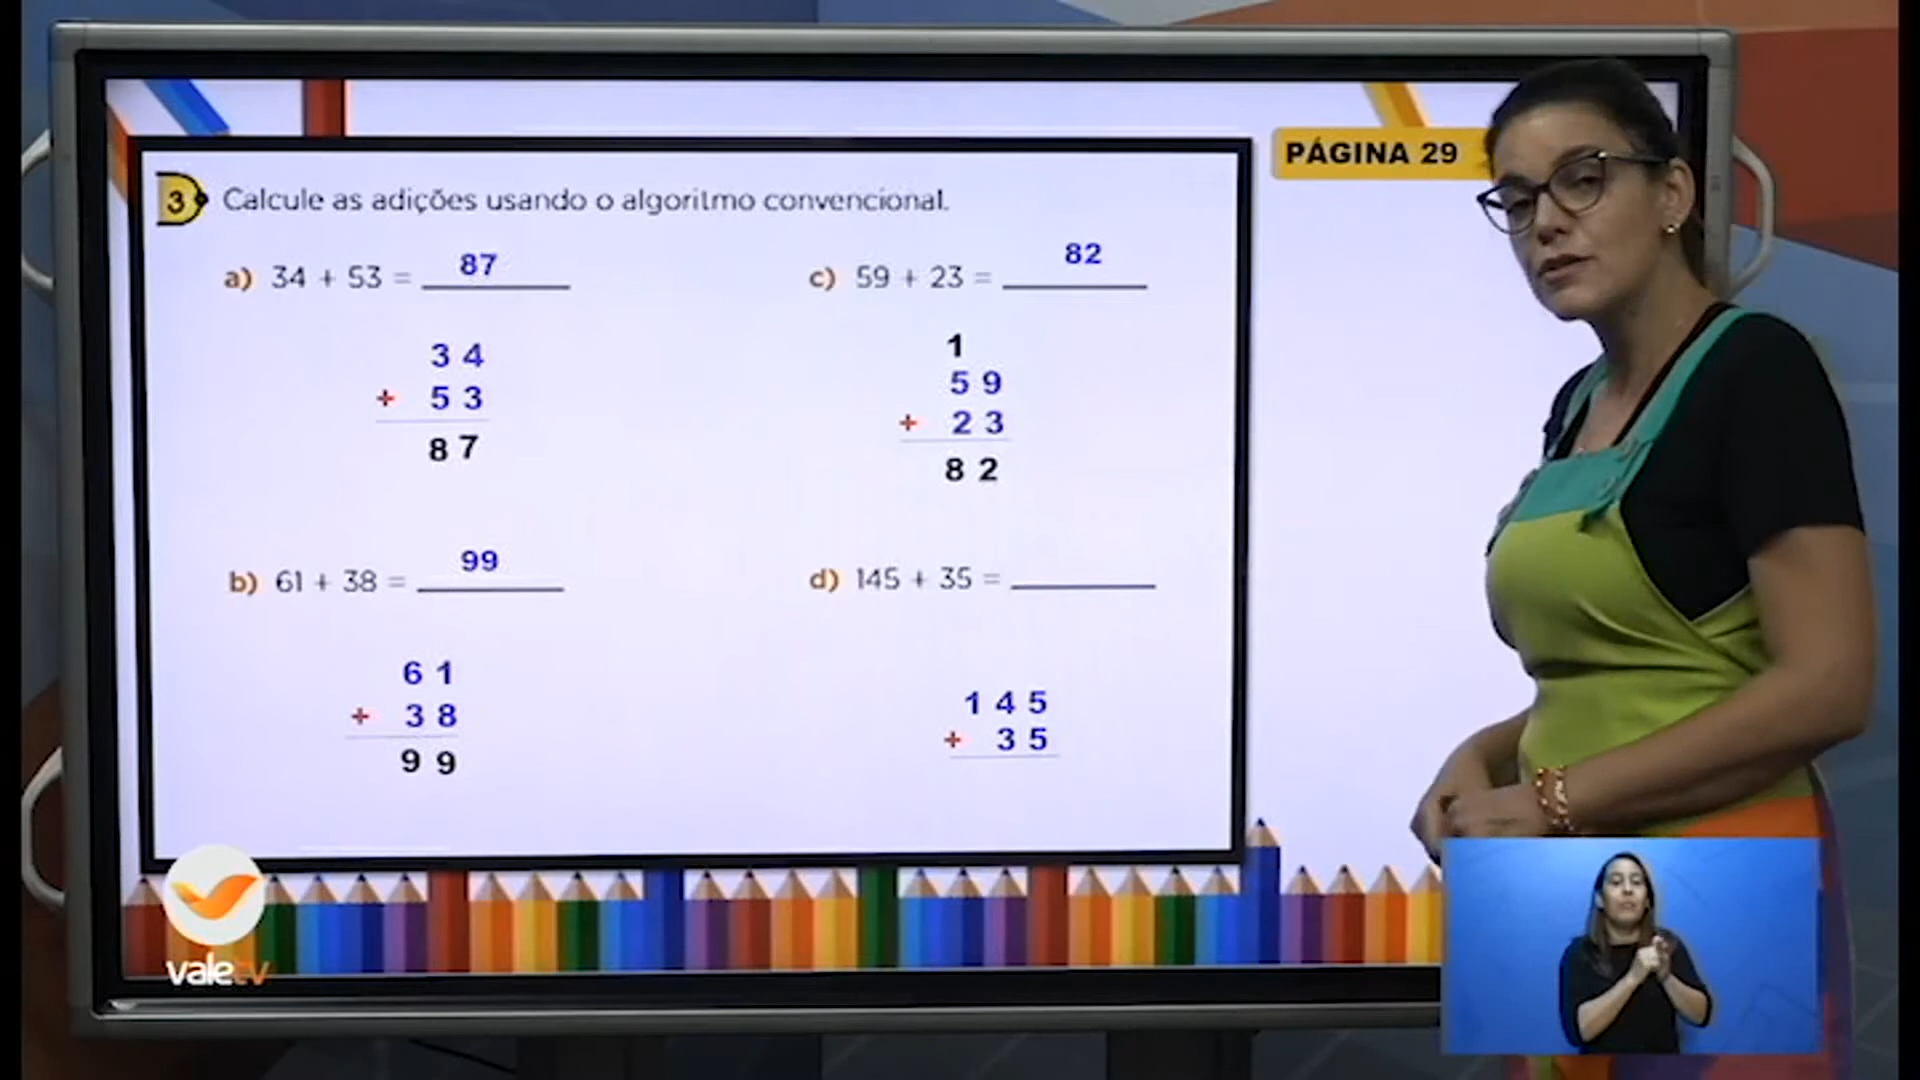 PÁGINA 29
3 Calcule as adições usando o algoritmo convencional.
a) 34 + 53 = 87
3 4
+ 5 3
8 7
b) 61 + 38 = 99
6 1
+ 3 8
9 9
c) 59 + 23 = 82
1
5 9
+ 2 3
8 2
d) 145 + 35 =
1 4 5
+ 3 5
valetv